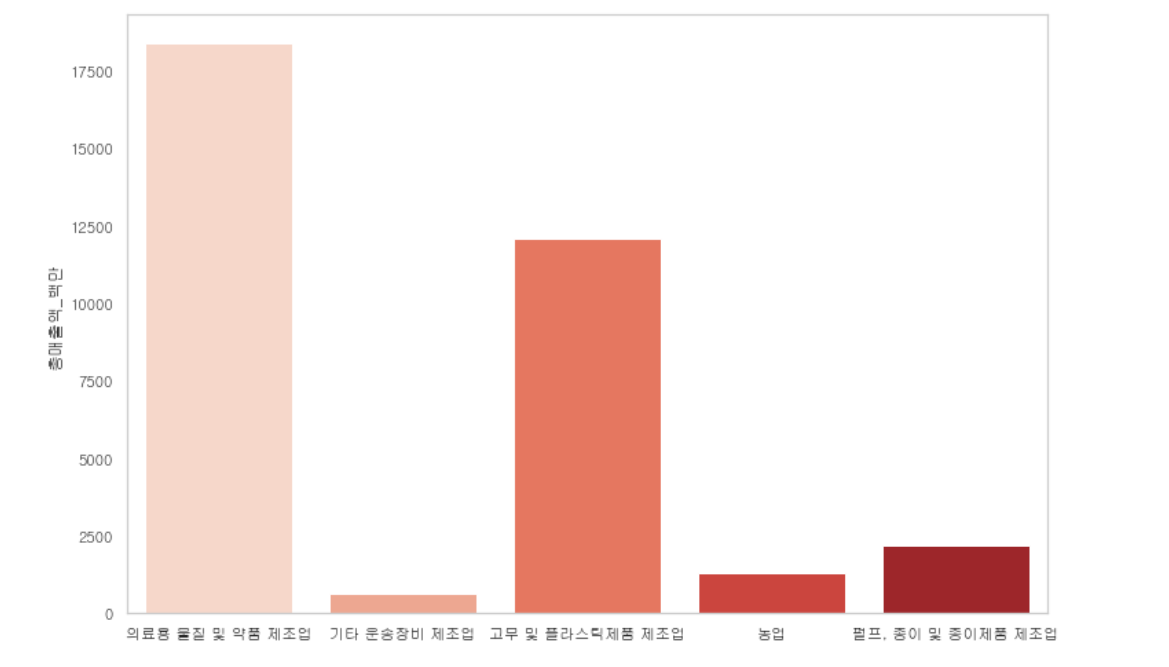 17500
15000
12500
10000
7500
5000
2500
0
총매출액_백만
의료용 물질 및 약품 제조업
기타 운송장비 제조업
고무 및 플라스틱제품 제조업
농업
펄프, 종이 및 종이제품 제조업